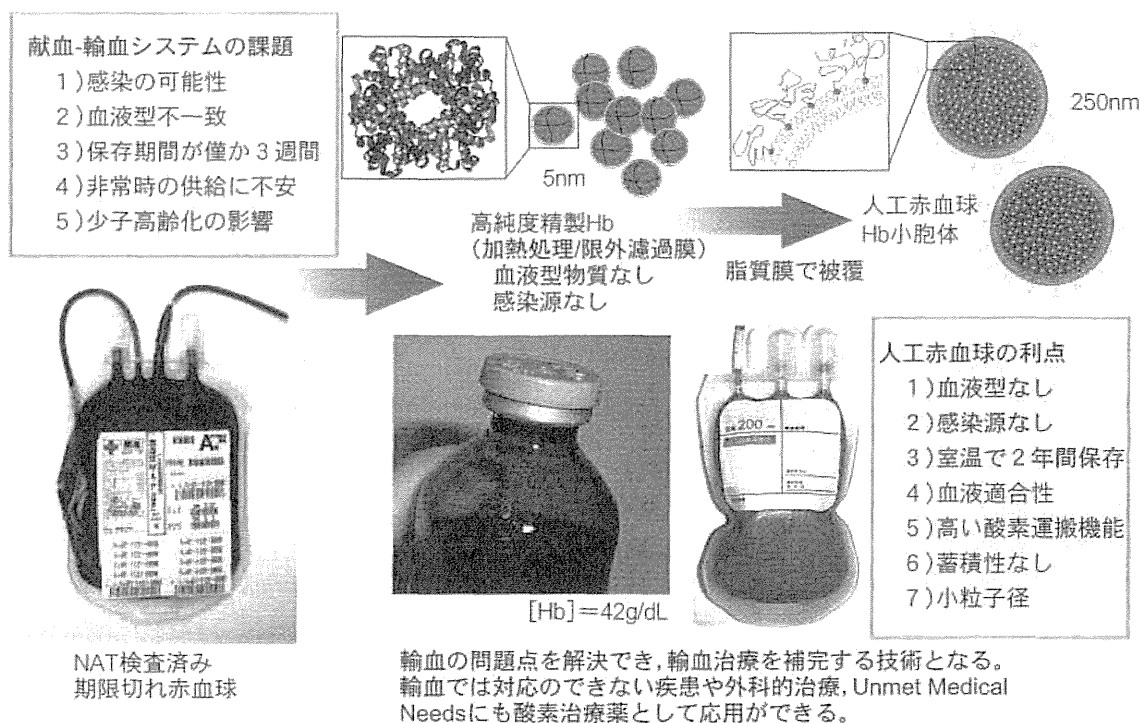 献血-輸血システムの課題
1)感染の可能性
2)血液型不一致
3)保存期間が僅か3週間
4)非常時の供給に不安
5)少子高齢化の影響
5nm
250nm
高純度精製Hb
(加熱処理/限外濾過膜)
血液型物質なし
感染源なし
脂質膜で被覆
人工赤血球
Hb小胞体
A
200
[Hb]=42g/dL
人工赤血球の利点
1)血液型なし
2)感染源なし
3)室温で2年間保存
4)血液適合性
5)高い酸素運搬機能
6)蓄積性なし
7)小粒子径
NAT検査済み
期限切れ赤血球
輸血の問題点を解決でき,輸血治療を補完する技術となる。
輸血では対応のできない疾患や外科的治療, Unmet Medical
Needsにも酸素治療薬として応用ができる。